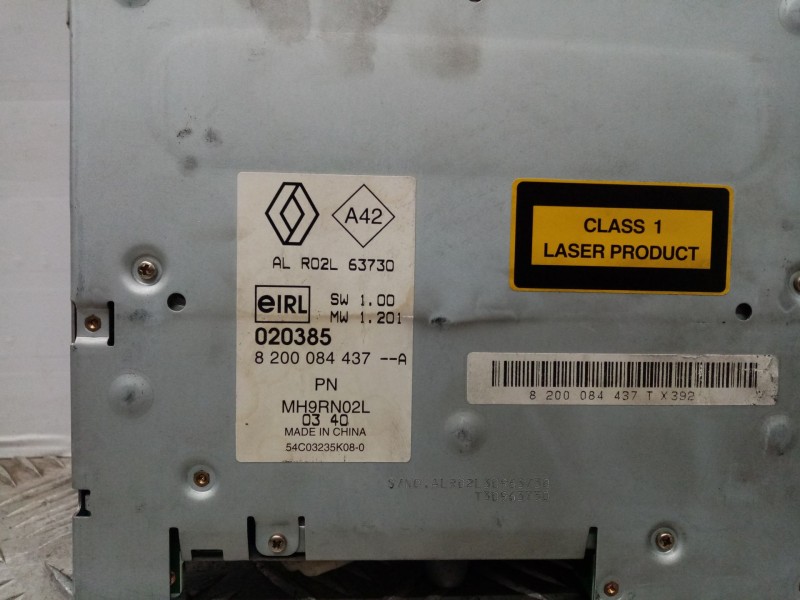 A42
AL R02L 63730
eIRL
SW 1.00
MW 1.201
020385
8 200 084 437 --A
PN
MH9RN02L
03 40
MADE IN CHINA
54C03235K08-0
CLASS 1
LASER PRODUCT
8 200 084 437 T X392